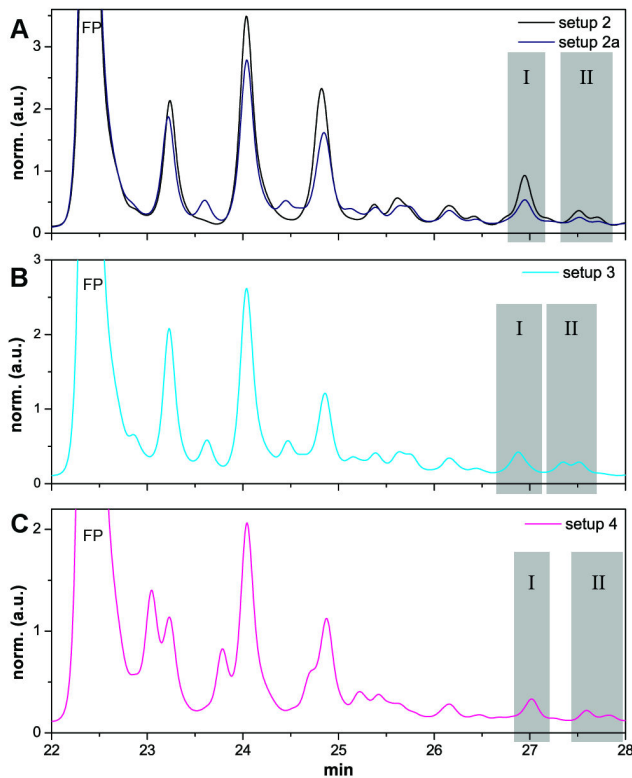 A
FP
setup 2
setup 2a
I
II
norm. (a.u.)
3
2
1
0
B
FP
setup 3
I
II
norm. (a.u.)
3
2
1
0
C
FP
setup 4
I
II
norm. (a.u.)
2
1
0
22 23 24 25 26 27 28
min